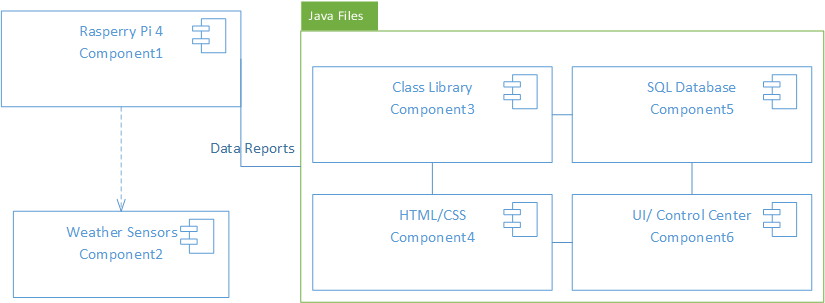 Rasperry Pi 4
Component1
Java Files
Class Library
Component3
SQL Database
Component5
Data Reports
Weather Sensors
Component2
HTML/CSS
Component4
UI/ Control Center
Component6